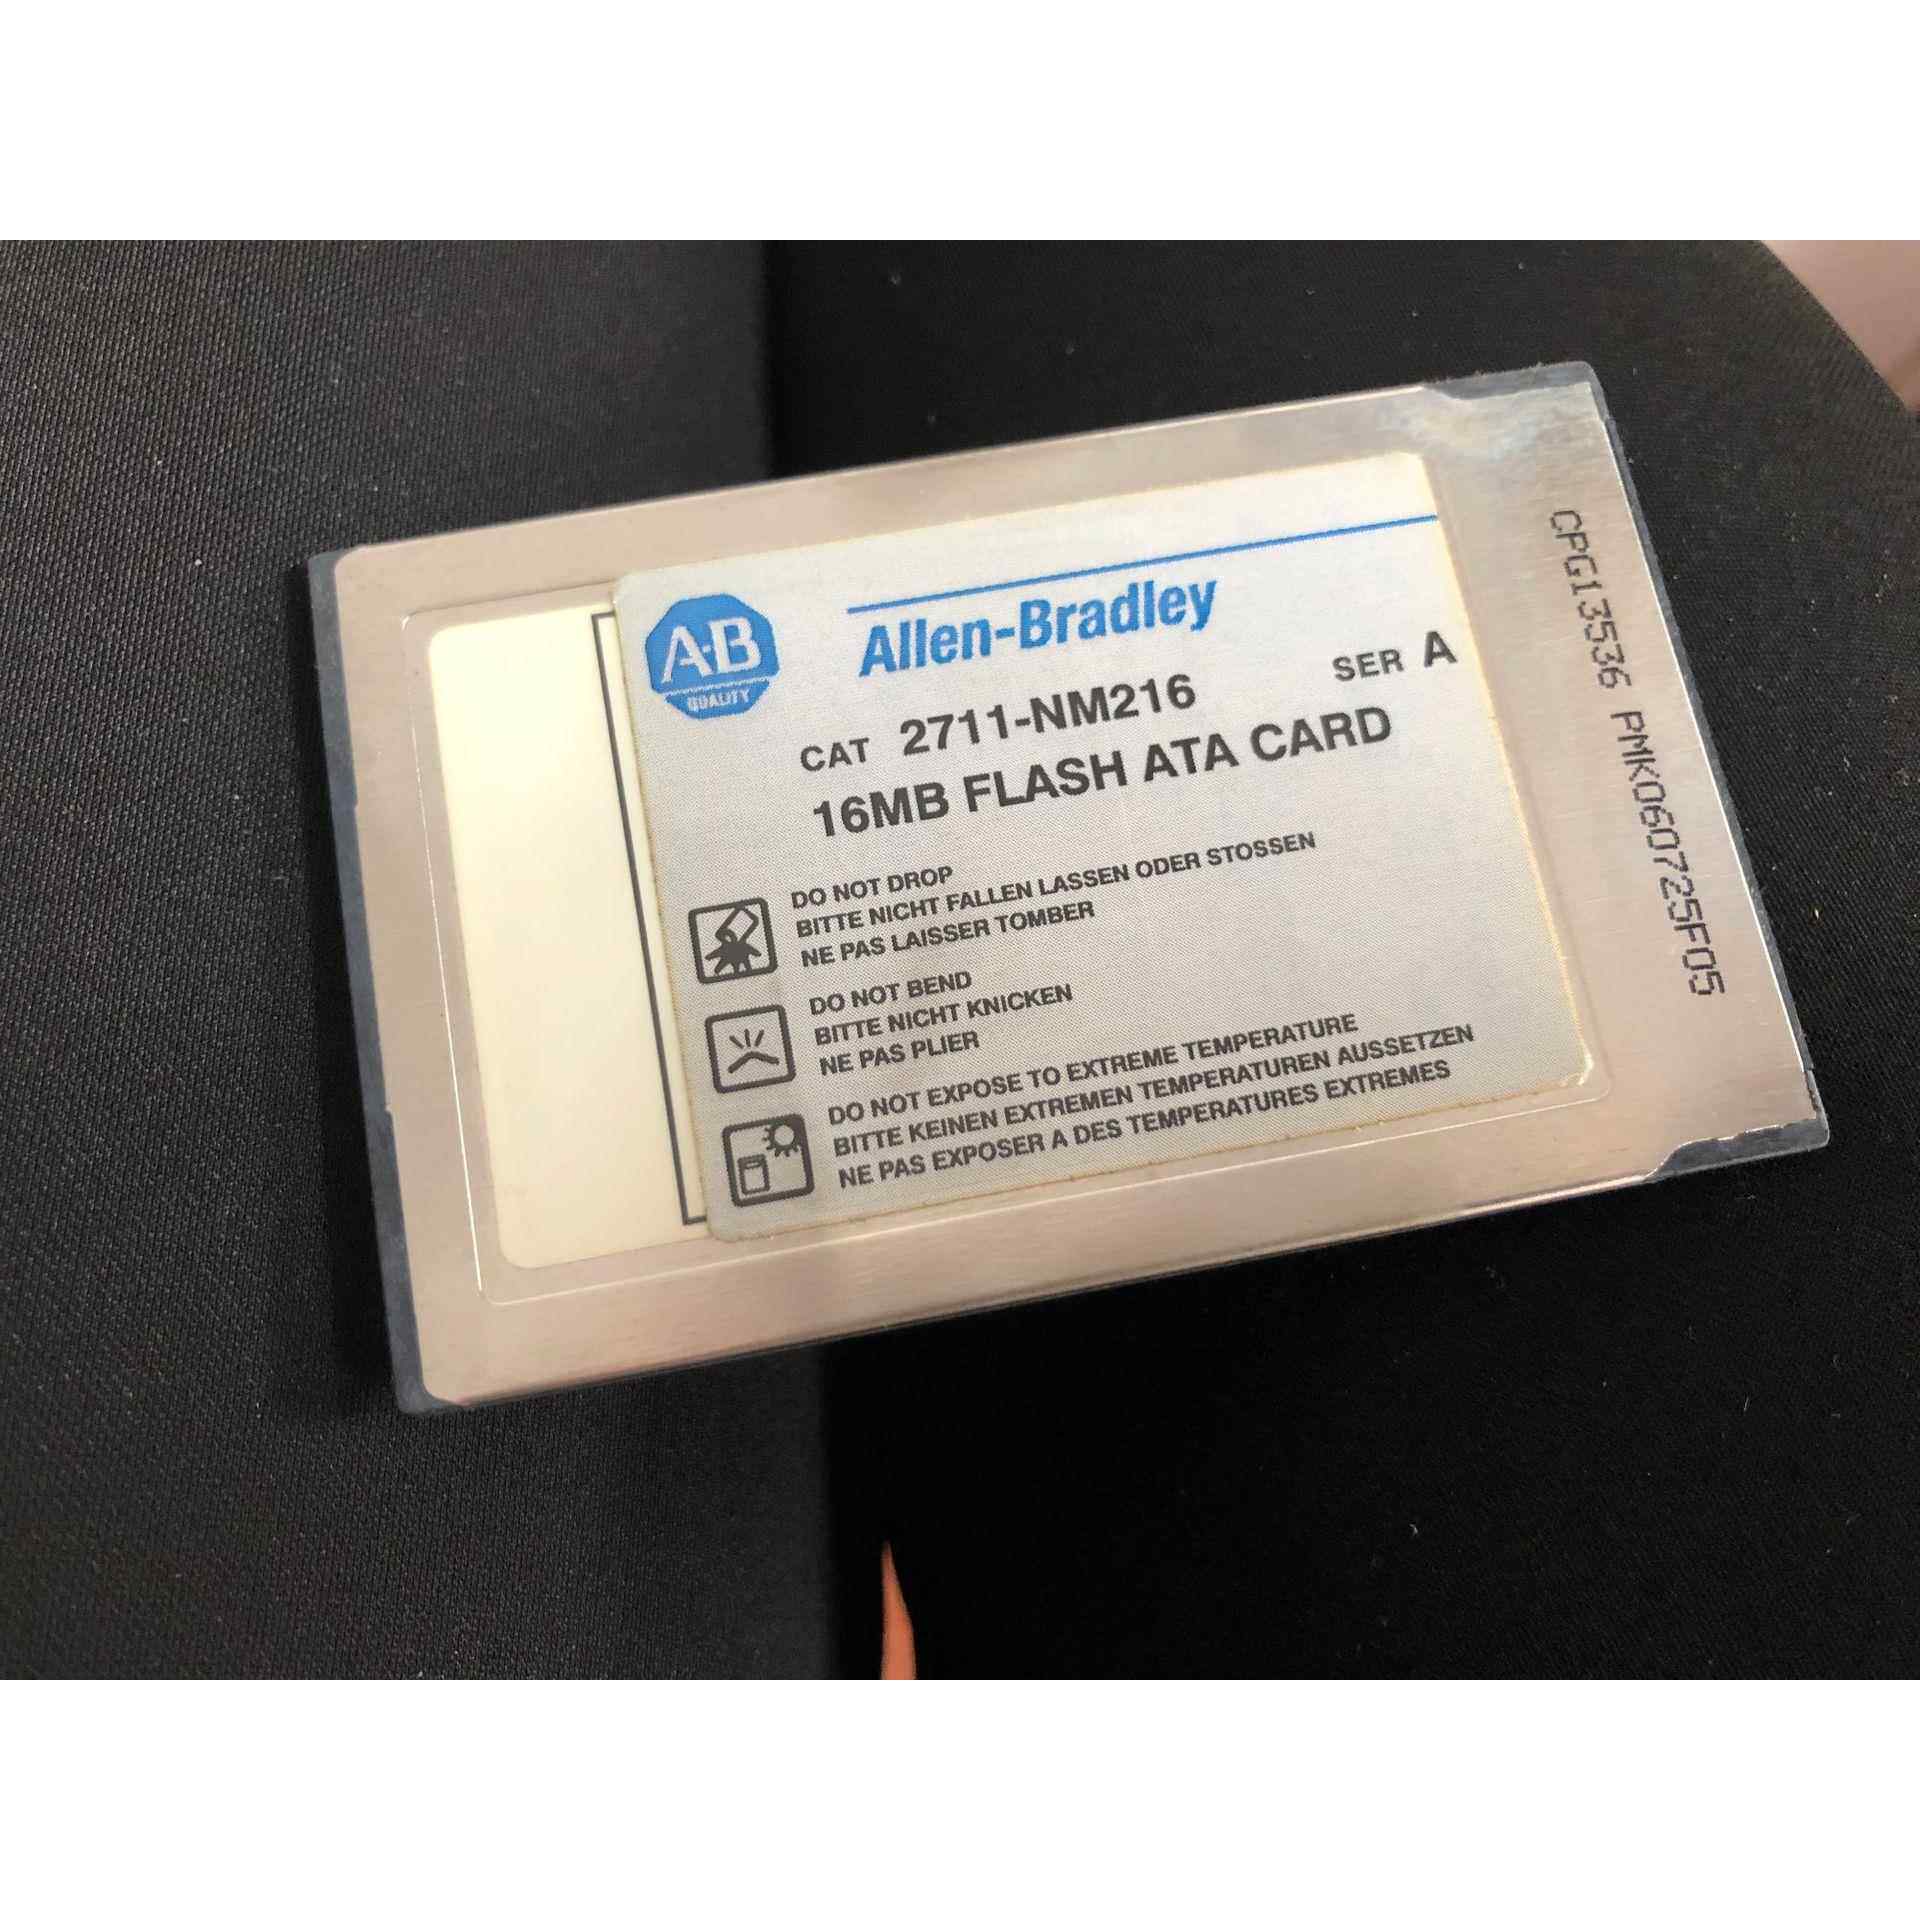 A-B
QUALITY
Allen-Bradley
CAT 2711-NM216 SER A
16MB FLASH ATA CARD
DO NOT DROP
BITTE NICHT FALLEN LASSEN ODER STOSSEN
NE PAS LAISSER TOMBER
DO NOT BEND
BITTE NICHT KNICKEN
NE PAS PLIER
DO NOT EXPOSE TO EXTREME TEMPERATURE
BITTE KEINEN EXTREMEN TEMPERATUREN AUSSETZEN
NE PAS EXPOSER A DES TEMPERATURES EXTREMES
CPG13536 PMK060725F05